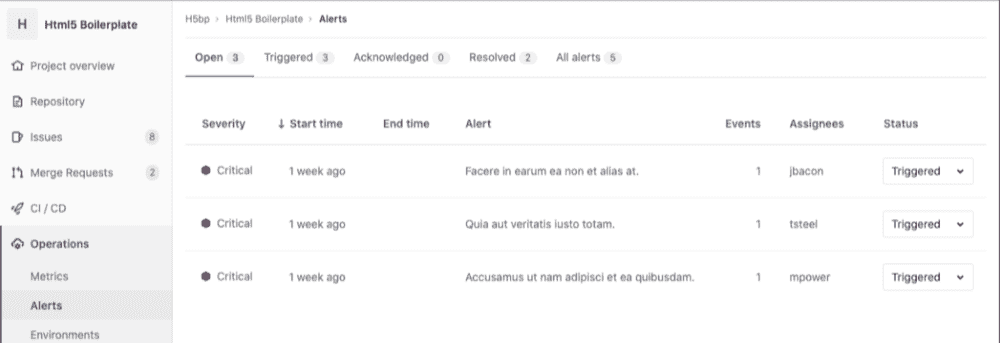 H Html5 Boilerplate
Project overview
Repository
Issues 8
Merge Requests 2
CI / CD
Operations
Metrics
Alerts
Environments
H5bp > Html5 Boilerplate > Alerts
Open 3 Triggered 3 Acknowledged 0 Resolved 2 All alerts 5
Severity ↓ Start time End time Alert Events Assignees Status
Critical 1 week ago Facere in earum ea non et alias at. 1 jbacon Triggered
Critical 1 week ago Quia aut veritatis iusto totam. 1 tsteel Triggered
Critical 1 week ago Accusamus ut nam adipisci et ea quibusdam. 1 mpower Triggered